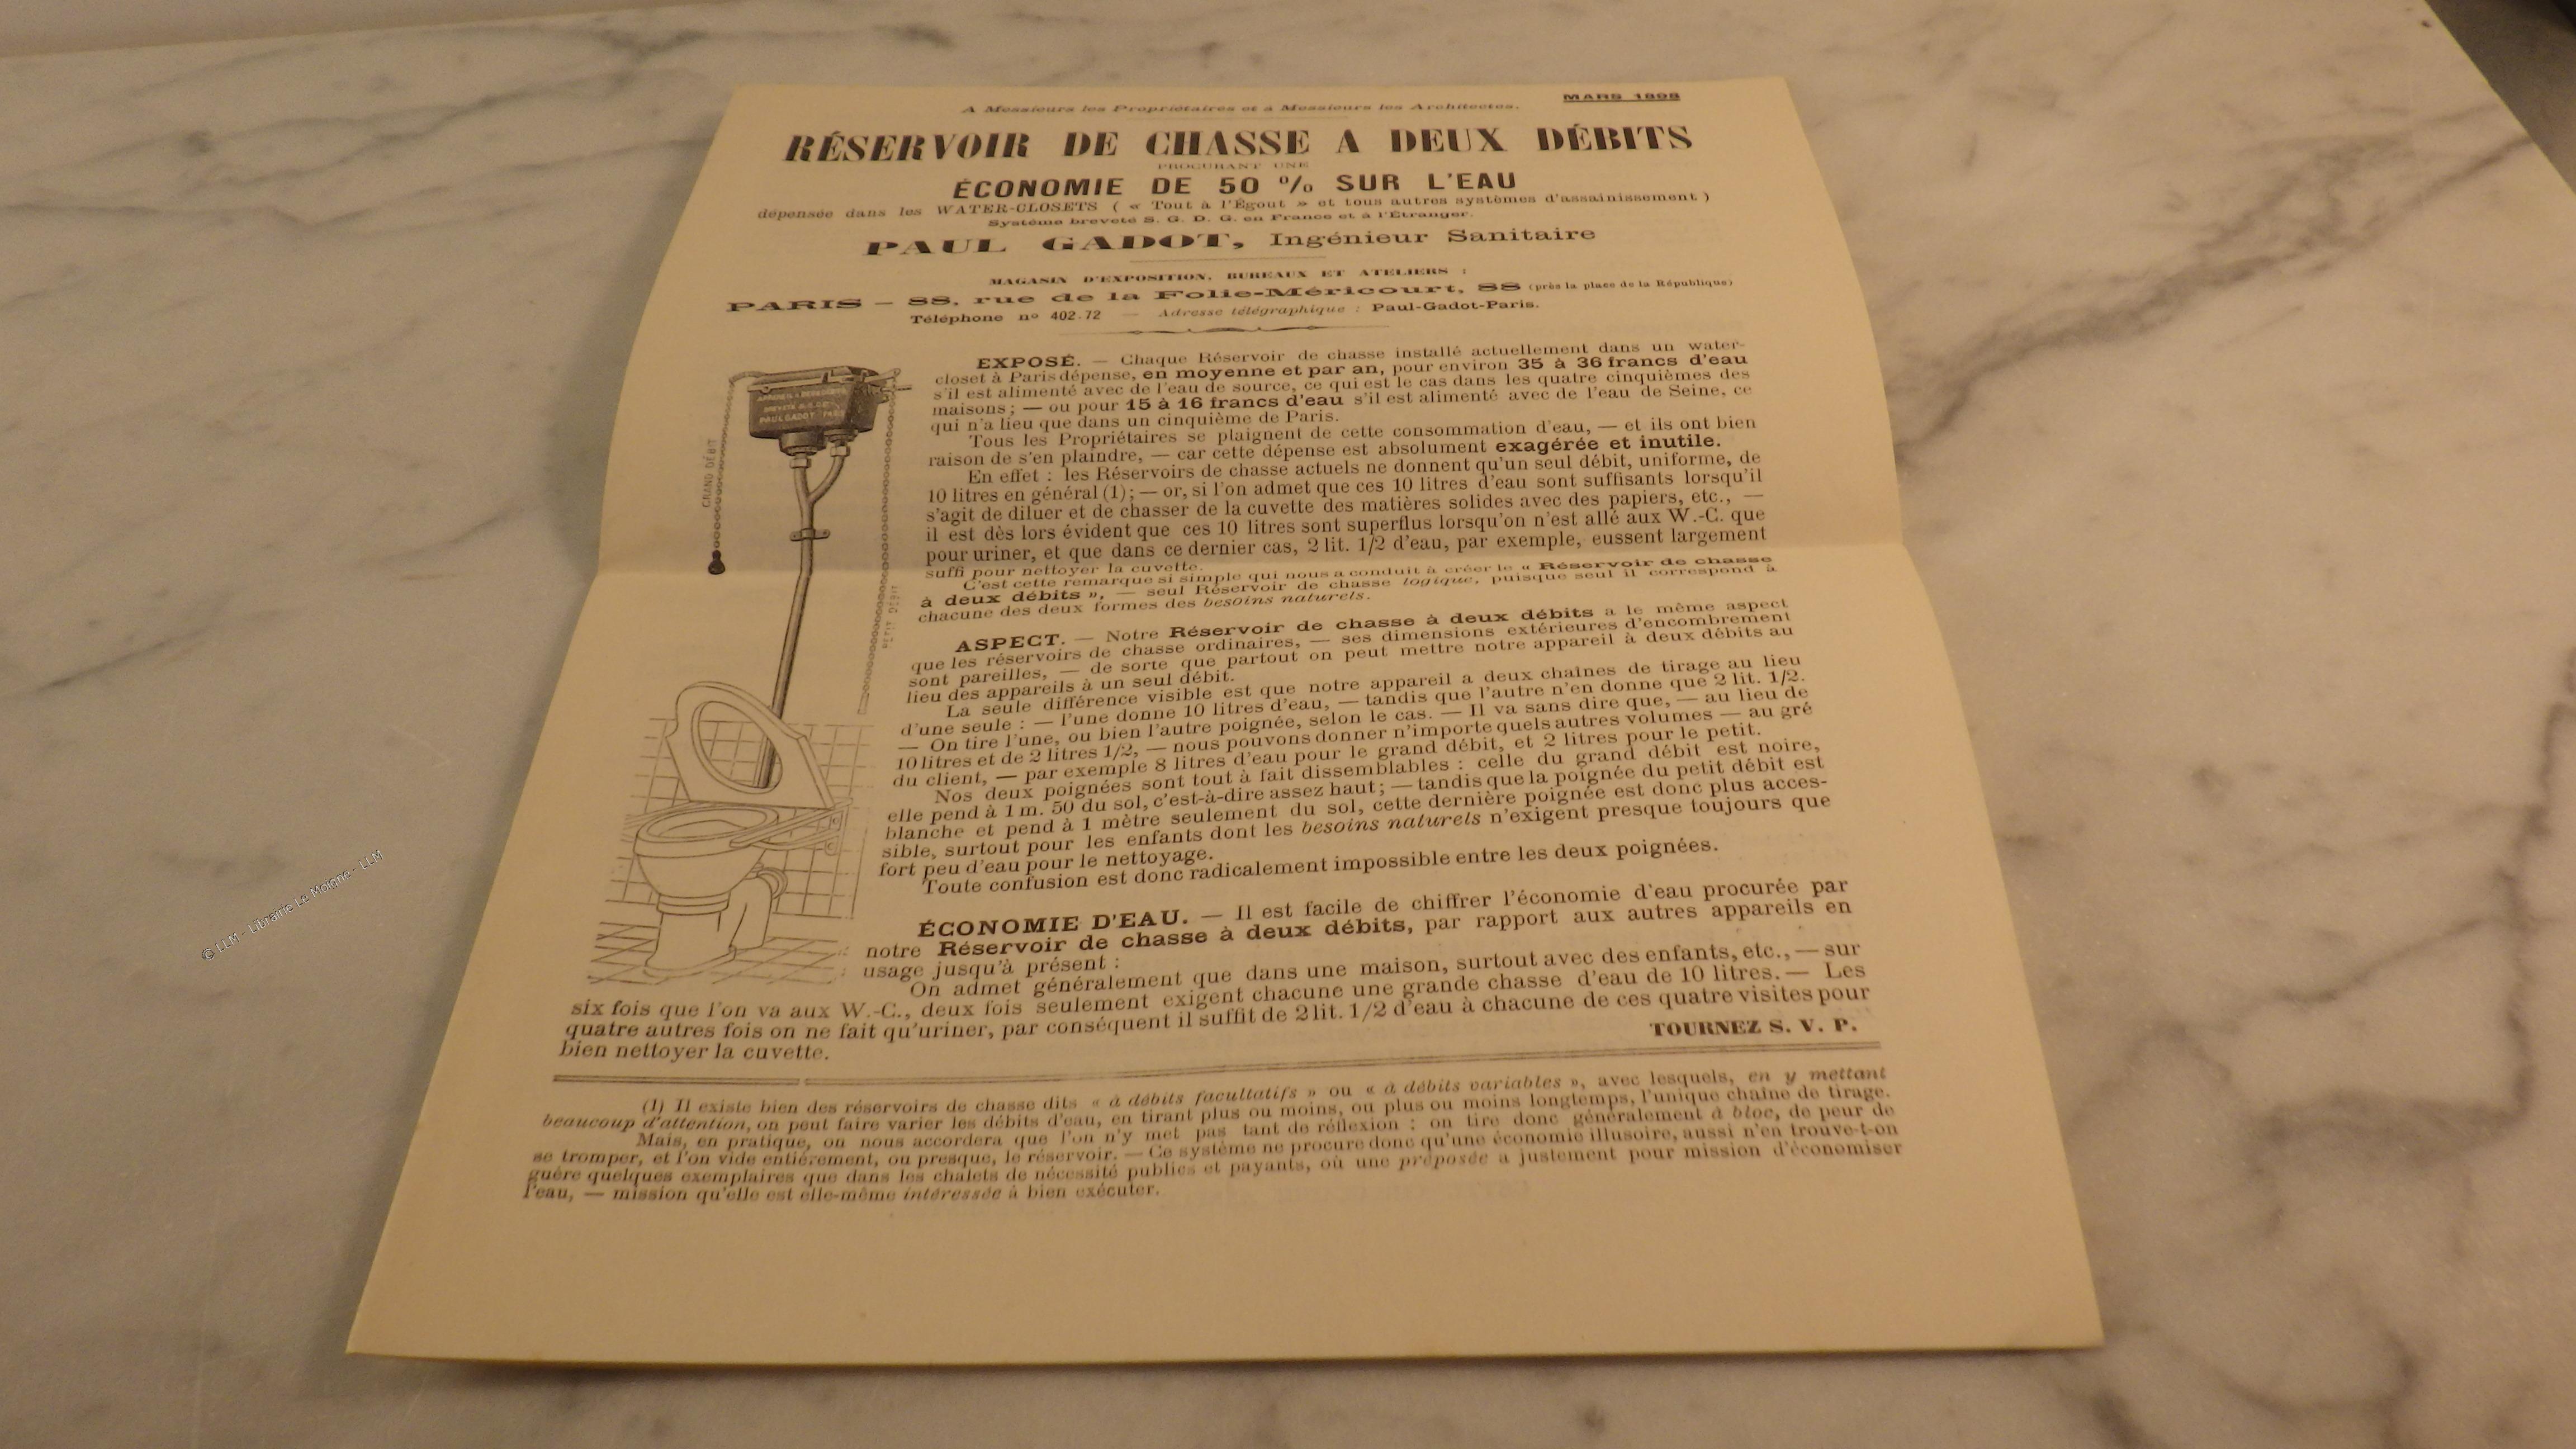 A Messieurs les Propriétaires et à Messieurs les Architectes.
MARS 1898
RÉSERVOIR DE CHASSE A DEUX DÉBITS
PROCURANT UNE
ÉCONOMIE DE 50 % SUR L'EAU
dépensée dans les WATER-CLOSETS ( « Tout à l'Égout » et tous autres systèmes d'assainissement )
Système breveté S. G. D. G. en France et à l'Étranger.
PAUL GADOT, Ingénieur Sanitaire
MAGASIN D'EXPOSITION, BUREAUX ET ATELIERS :
PARIS — 88, rue de la Folie-Méricourt, 88 (près la place de la République)
Téléphone n° 402.72 — Adresse télégraphique : Paul-Gadot-Paris.
BREVETÉ S.G.D.G.
PAUL GADOT PARIS
GRAND DÉBIT
PETIT DÉBIT
EXPOSÉ. — Chaque Réservoir de chasse installé actuellement dans un water-
closet à Paris dépense, en moyenne et par an, pour environ 35 à 36 francs d'eau
s'il est alimenté avec de l'eau de source, ce qui est le cas dans les quatre cinquièmes des
maisons ; — ou pour 15 à 16 francs d'eau s'il est alimenté avec de l'eau de Seine, ce
qui n'a lieu que dans un cinquième de Paris.
Tous les Propriétaires se plaignent de cette consommation d'eau, — et ils ont bien
raison de s'en plaindre, — car cette dépense est absolument exagérée et inutile.
En effet : les Réservoirs de chasse actuels ne donnent qu'un seul débit, uniforme, de
10 litres en général (1) ; — or, si l'on admet que ces 10 litres d'eau sont suffisants lorsqu'il
s'agit de diluer et de chasser de la cuvette des matières solides avec des papiers, etc., —
il est dès lors évident que ces 10 litres sont superflus lorsqu'on n'est allé aux W.-C. que
pour uriner, et que dans ce dernier cas, 2 lit. 1/2 d'eau, par exemple, eussent largement
suffi pour nettoyer la cuvette.
C'est cette remarque si simple qui nous a conduit à créer le « Réservoir de chasse
à deux débits », — seul Réservoir de chasse logique, puisque seul il correspond à
chacune des deux formes des besoins naturels.
ASPECT. — Notre Réservoir de chasse à deux débits a le même aspect
que les réservoirs de chasse ordinaires, — ses dimensions extérieures d'encombrement
sont pareilles, — de sorte que partout on peut mettre notre appareil à deux débits au
lieu des appareils à un seul débit.
La seule différence visible est que notre appareil a deux chaînes de tirage au lieu
d'une seule : — l'une donne 10 litres d'eau, — tandis que l'autre n'en donne que 2 lit. 1/2.
— On tire l'une, ou bien l'autre poignée, selon le cas. — Il va sans dire que, — au lieu de
10 litres et de 2 litres 1/2, — nous pouvons donner n'importe quels autres volumes — au gré
du client, — par exemple 8 litres d'eau pour le grand débit, et 2 litres pour le petit.
Nos deux poignées sont tout à fait dissemblables : celle du grand débit est noire,
elle pend à 1 m. 50 du sol, c'est-à-dire assez haut ; — tandis que la poignée du petit débit est
blanche et pend à 1 mètre seulement du sol, cette dernière poignée est donc plus acces-
sible, surtout pour les enfants dont les besoins naturels n'exigent presque toujours que
fort peu d'eau pour le nettoyage.
Toute confusion est donc radicalement impossible entre les deux poignées.
ÉCONOMIE D'EAU. — Il est facile de chiffrer l'économie d'eau procurée par
notre Réservoir de chasse à deux débits, par rapport aux autres appareils en
usage jusqu'à présent :
On admet généralement que dans une maison, surtout avec des enfants, etc., — sur
six fois que l'on va aux W.-C., deux fois seulement exigent chacune une grande chasse d'eau de 10 litres. — Les
quatre autres fois on ne fait qu'uriner, par conséquent il suffit de 2 lit. 1/2 d'eau à chacune de ces quatre visites pour
bien nettoyer la cuvette.
TOURNEZ S. V. P.
(1) Il existe bien des réservoirs de chasse dits « à débits facultatifs » ou « à débits variables », avec lesquels, en y mettant
beaucoup d'attention, on peut faire varier les débits d'eau, en tirant plus ou moins, ou plus ou moins longtemps, l'unique chaîne de tirage.
Mais, en pratique, on nous accordera que l'on n'y met pas tant de réflexion : on tire donc généralement à bloc, de peur de
se tromper, et l'on vide entièrement, ou presque, le réservoir. — Ce système ne procure donc qu'une économie illusoire, aussi n'en trouve-t-on
guère quelques exemplaires que dans les chalets de nécessité publics et payants, où une préposée a justement pour mission d'économiser
l'eau, — mission qu'elle est elle-même intéressée à bien exécuter.
© LLM - Librairie Le Moigne - LLM